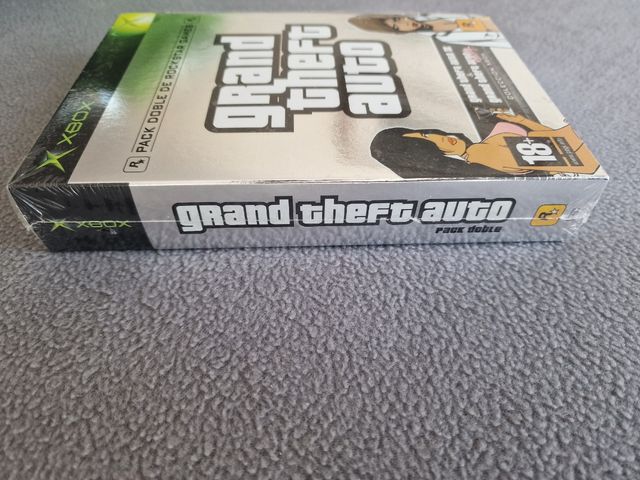 XBOX
R PACK DOBLE DE ROCKSTAR GAMES
grand
theft
auto
18+
XBOX
grand theft auto
Pack doble
R